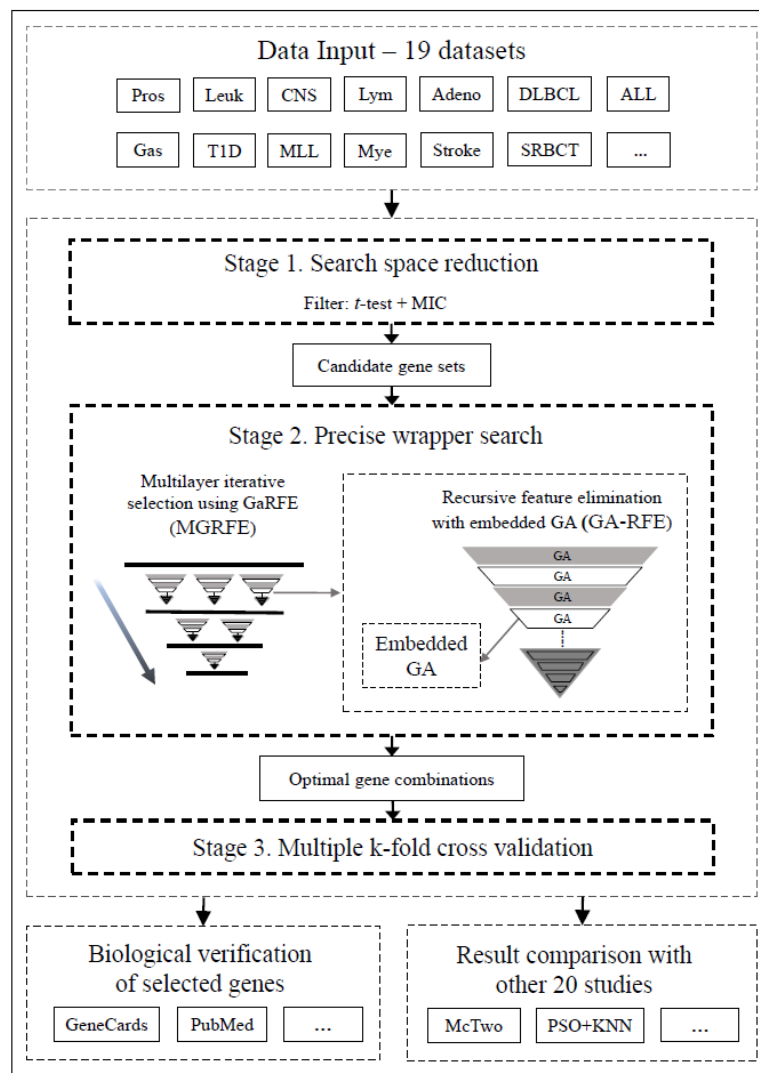 Data Input – 19 datasets
Pros Leuk CNS Lym Adeno DLBCL ALL
Gas T1D MLL Mye Stroke SRBCT ...
Stage 1. Search space reduction
Filter: t-test + MIC
Candidate gene sets
Stage 2. Precise wrapper search
Multilayer iterative
selection using GaRFE
(MGRFE)
Recursive feature elimination
with embedded GA (GA-RFE)
GA
GA
GA
GA
Embedded
GA
Optimal gene combinations
Stage 3. Multiple k-fold cross validation
Biological verification
of selected genes
GeneCards PubMed ...
Result comparison with
other 20 studies
McTwo PSO+KNN ...